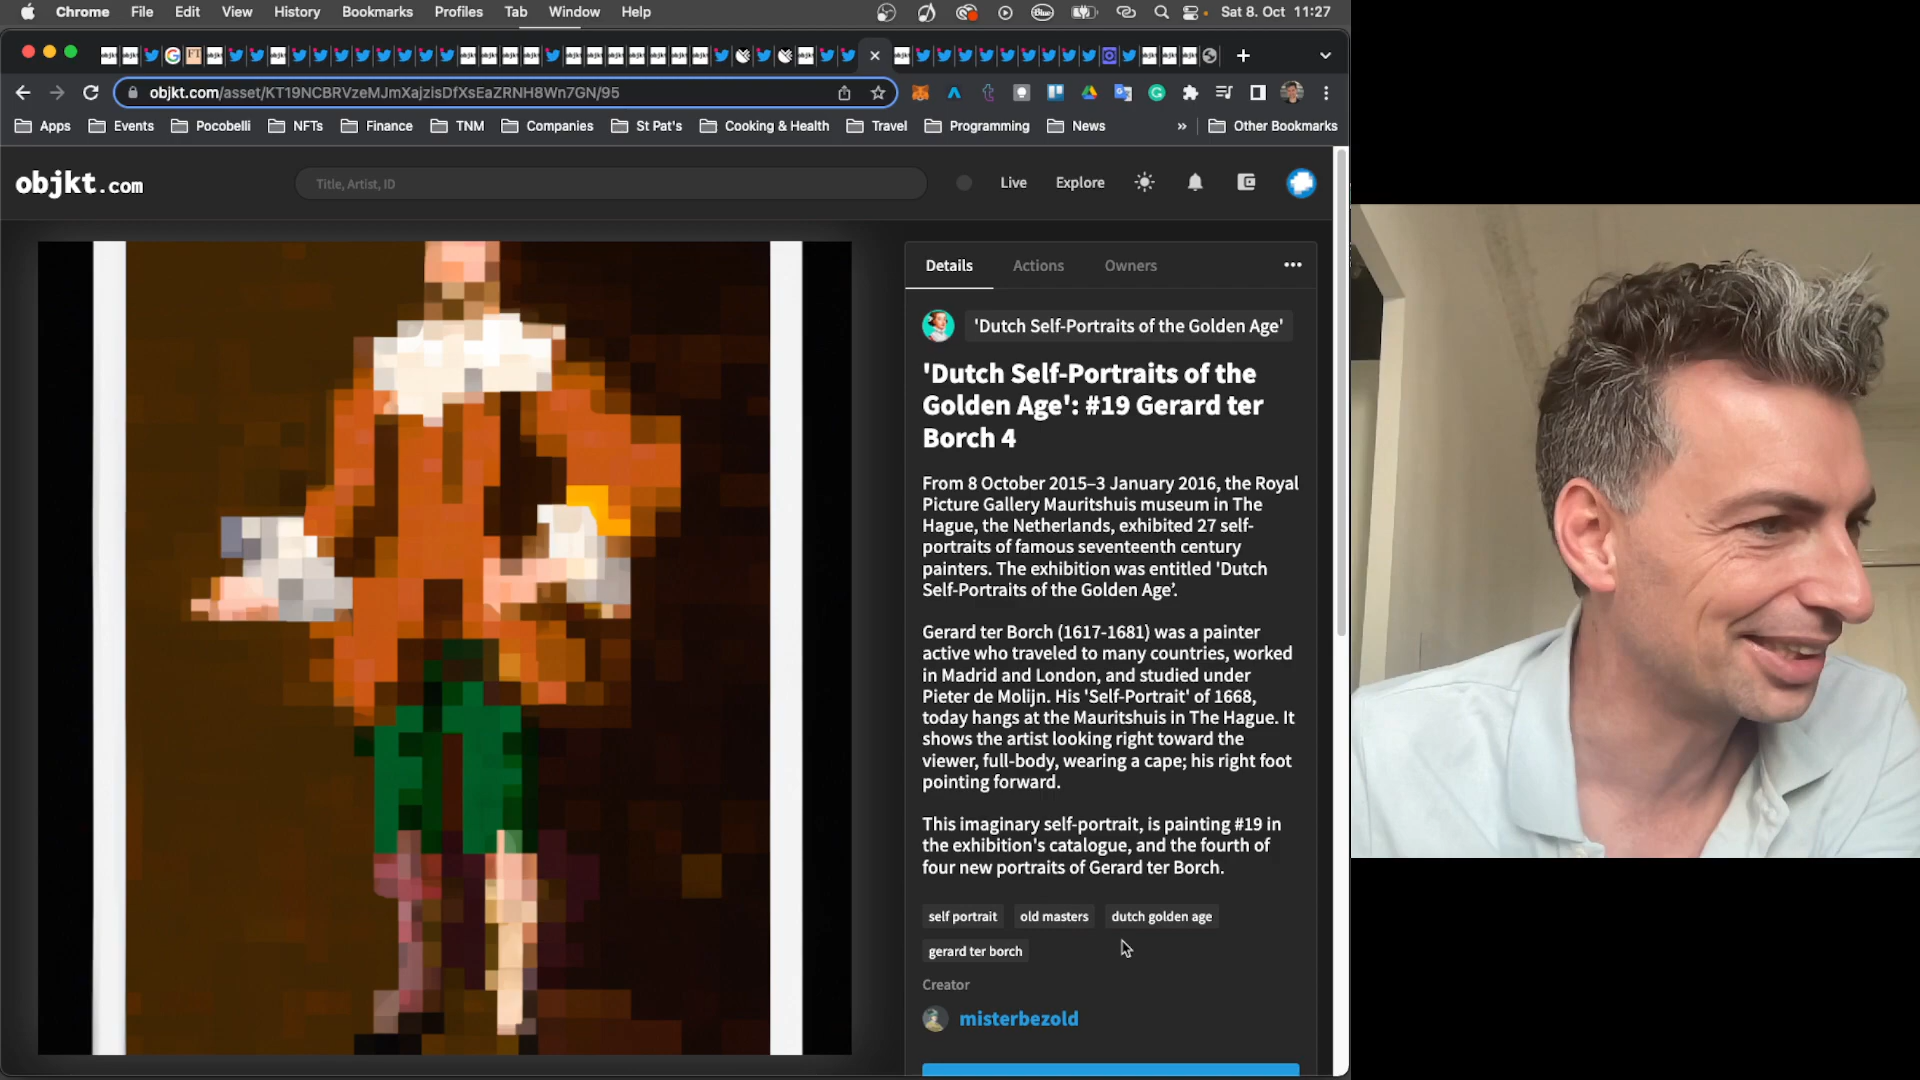 Chrome File Edit View History Bookmarks Profiles Tab Window Help Sat 8. Oct 11:27
objkt.com/asset/KT19NCBRVzeMJmXajzisDfXsEaZRNH8Wn7GN/95
Apps Events Pocobelli NFTs Finance TNM Companies St Pat's Cooking & Health Travel Programming News » Other Bookmarks
objkt.com Title, Artist, ID Live Explore
Details Actions Owners
'Dutch Self-Portraits of the Golden Age'
'Dutch Self-Portraits of the
Golden Age': #19 Gerard ter
Borch 4
From 8 October 2015–3 January 2016, the Royal
Picture Gallery Mauritshuis museum in The
Hague, the Netherlands, exhibited 27 self-
portraits of famous seventeenth century
painters. The exhibition was entitled 'Dutch
Self-Portraits of the Golden Age’.
Gerard ter Borch (1617-1681) was a painter
active who traveled to many countries, worked
in Madrid and London, and studied under
Pieter de Molijn. His 'Self-Portrait' of 1668,
today hangs at the Mauritshuis in The Hague. It
shows the artist looking right toward the
viewer, full-body, wearing a cape; his right foot
pointing forward.
This imaginary self-portrait, is painting #19 in
the exhibition's catalogue, and the fourth of
four new portraits of Gerard ter Borch.
self portrait old masters dutch golden age
gerard ter borch
Creator
misterbezold